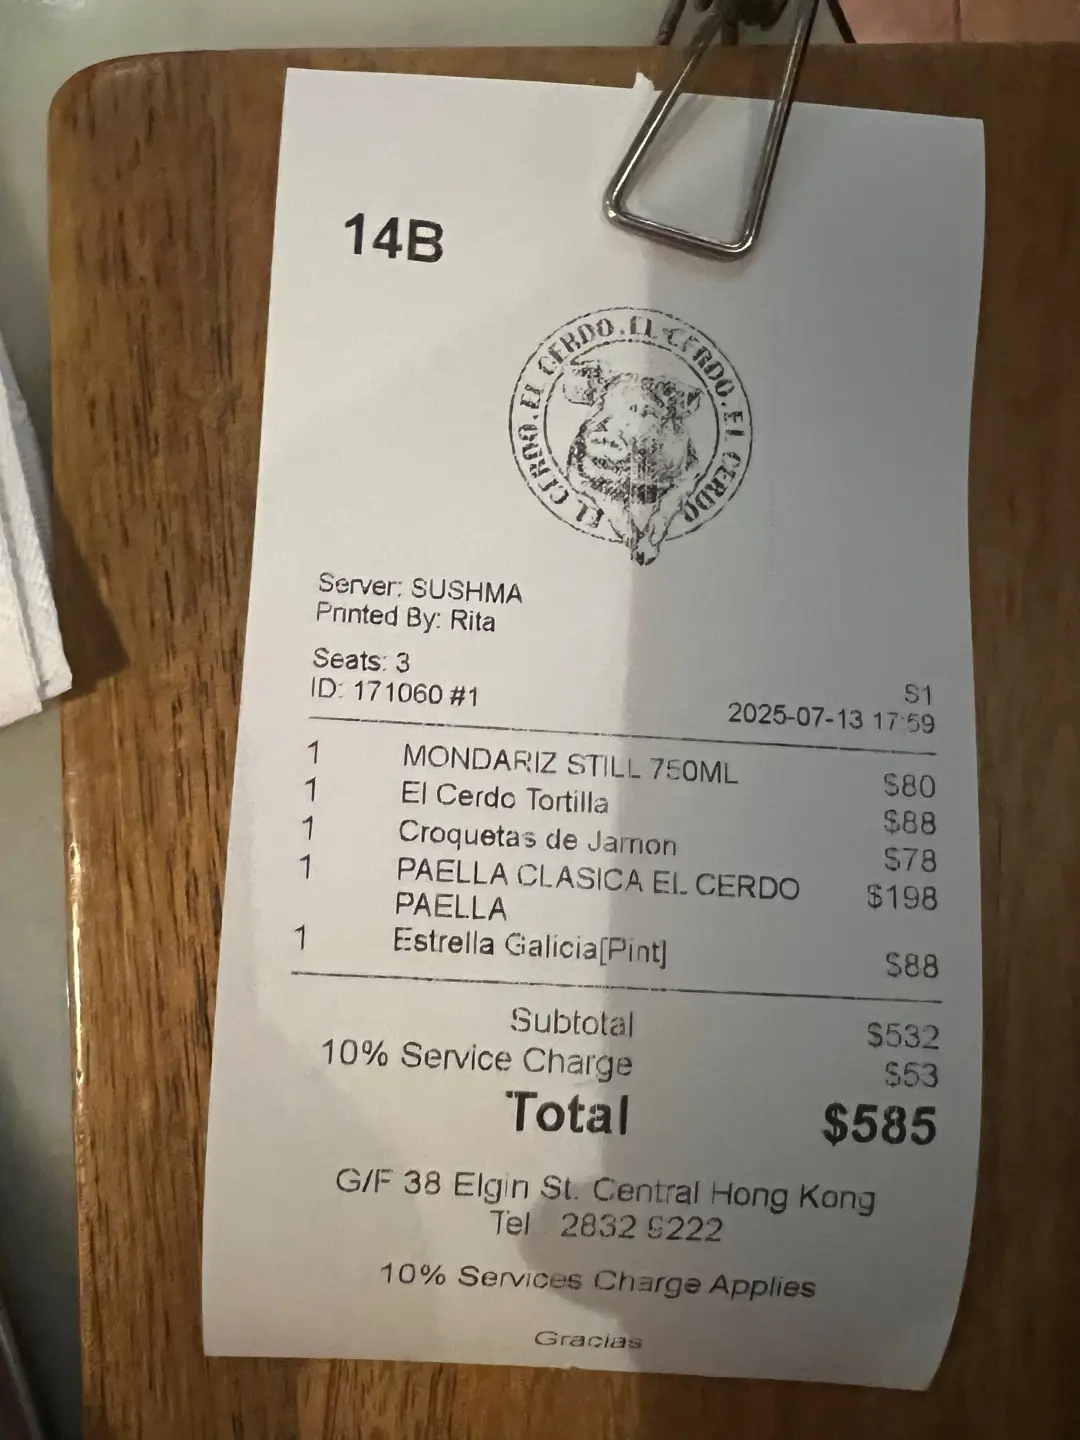 14B
EL CERDO. EL CERDO. EL CERDO. EL CERDO
Server: SUSHMA
Printed By: Rita
Seats: 3
S1
ID: 171060 #1
2025-07-13 17:59
1 MONDARIZ STILL 750ML $80
1 El Cerdo Tortilla $88
1 Croquetas de Jamon $78
1 PAELLA CLASICA EL CERDO $198
PAELLA
1 Estrella Galicia[Pint] $88
Subtotal $532
10% Service Charge $53
Total $585
G/F 38 Elgin St. Central Hong Kong
Tel 2832 9222
10% Services Charge Applies
Gracias